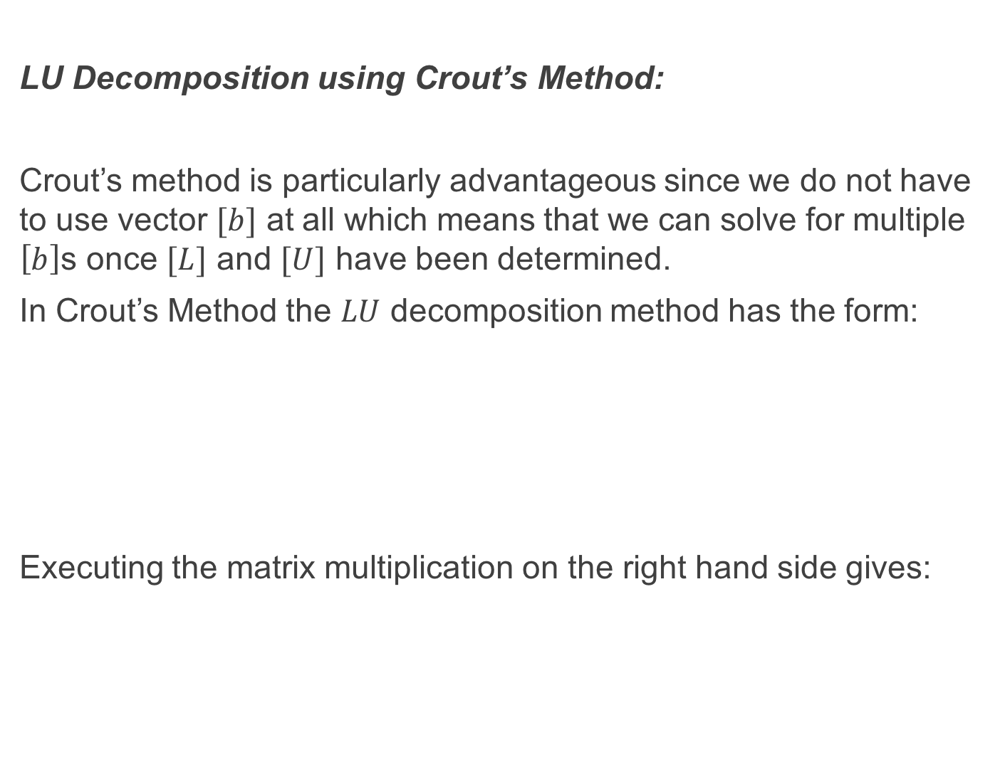 LU Decomposition using Crout’s Method:
Crout’s method is particularly advantageous since we do not have
to use vector [b] at all which means that we can solve for multiple
[b]s once [L] and [U] have been determined.
In Crout’s Method the LU decomposition method has the form:
Executing the matrix multiplication on the right hand side gives: